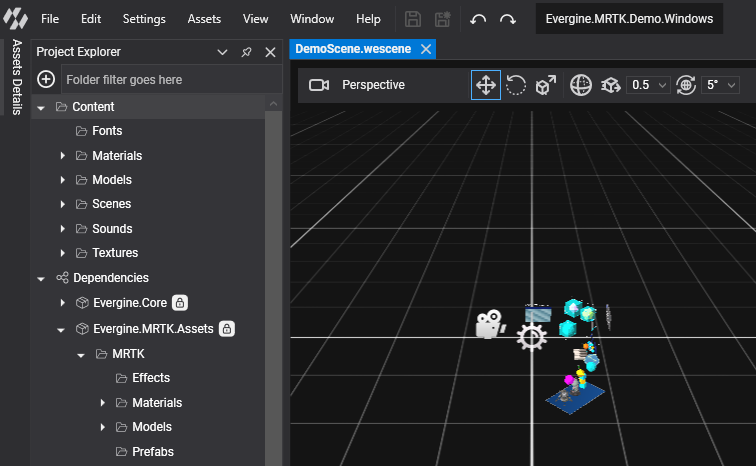 File Edit Settings Assets View Window Help Evergine.MRTK.Demo.Windows
Assets Details
Project Explorer
DemoScene.wescene
Folder filter goes here
Perspective
0.5
5°
Content
Fonts
Materials
Models
Scenes
Sounds
Textures
Dependencies
Evergine.Core
Evergine.MRTK.Assets
MRTK
Effects
Materials
Models
Prefabs